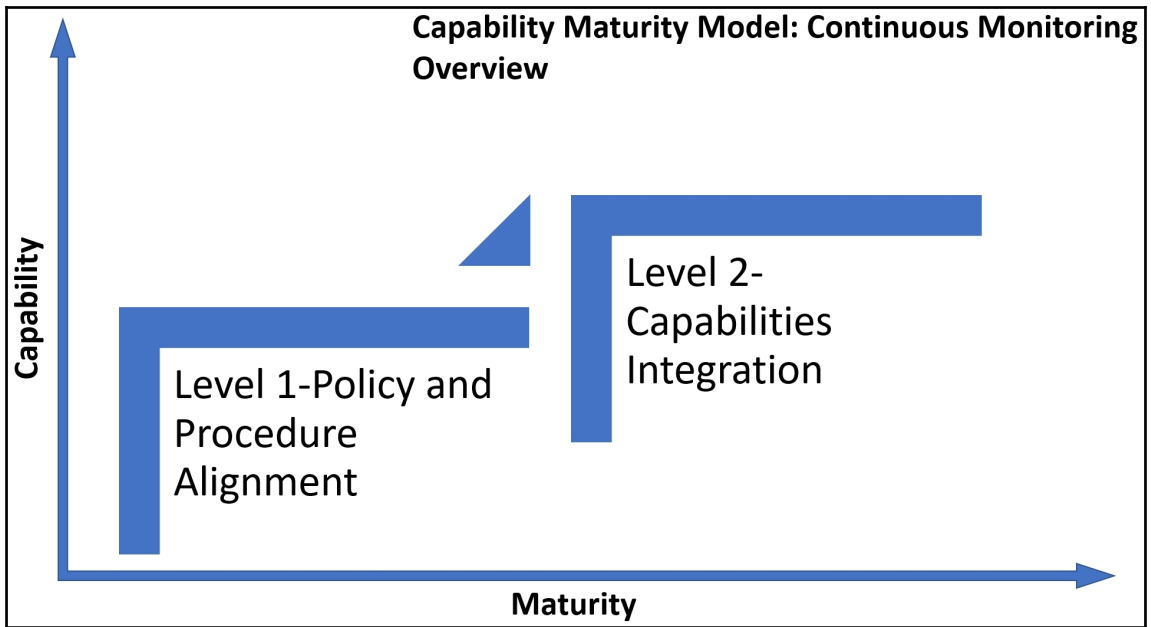 Capability Maturity Model: Continuous Monitoring
Overview
Capability
Level 1-Policy and
Procedure
Alignment
Level 2-
Capabilities
Integration
Maturity